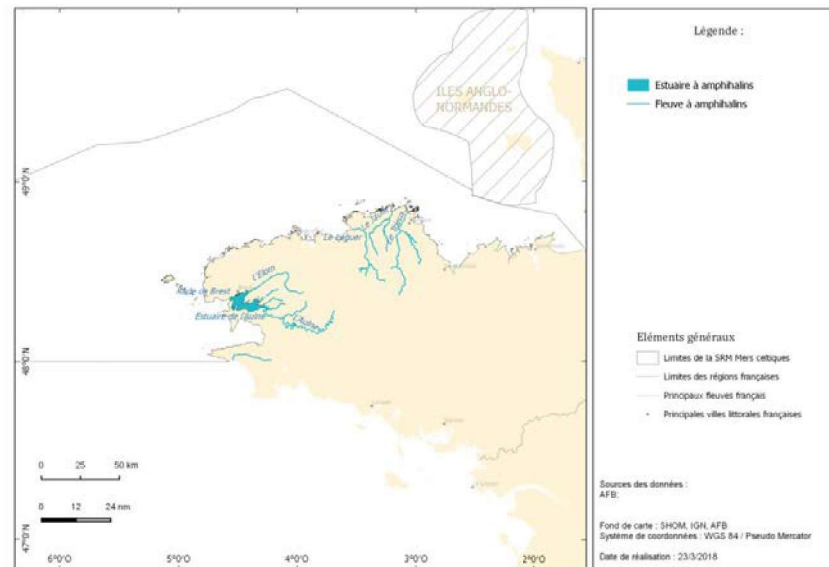 Légende :
Estuaire à amphihalins
Fleuve à amphihalins
ILES ANGLO-
NORMANDES
49°0'N
Le Léguer
L'Elorn
Rade de Brest
Estuaire de l'Aulne
L'Aulne
48°0'N
47°0'N
Eléments généraux
Limites de la SRM Mers celtiques
Limites des régions françaises
Principaux fleuves français
Principales villes littorales françaises
0 25 50 km
0 12 24 nm
Sources des données :
AFB;
Fond de carte : SHOM, IGN, AFB
Système de coordonnées : WGS 84 / Pseudo Mercator
Date de réalisation : 23/3/2018
6°0'O 5°0'O 4°0'O 3°0'O 2°0'O